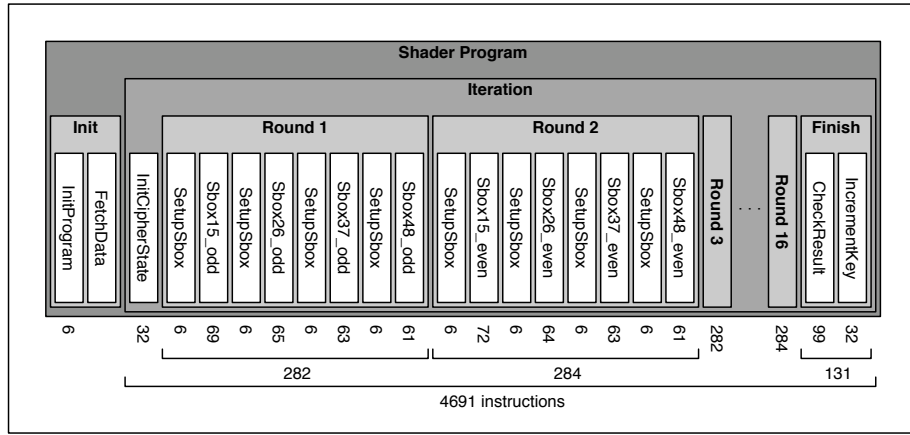 Shader Program
Iteration
Init
Round 1
Round 2
Finish
InitProgram
FetchData
InitCipherState
SetupSbox
Sbox15_odd
SetupSbox
Sbox26_odd
SetupSbox
Sbox37_odd
SetupSbox
Sbox48_odd
SetupSbox
Sbox15_even
SetupSbox
Sbox26_even
SetupSbox
Sbox37_even
SetupSbox
Sbox48_even
Round 3
. . .
Round 16
CheckResult
IncrementKey
6 32 6 69 6 65 6 63 6 61 6 72 6 64 6 63 6 61 282 284 99 32
282 284 131
4691 instructions